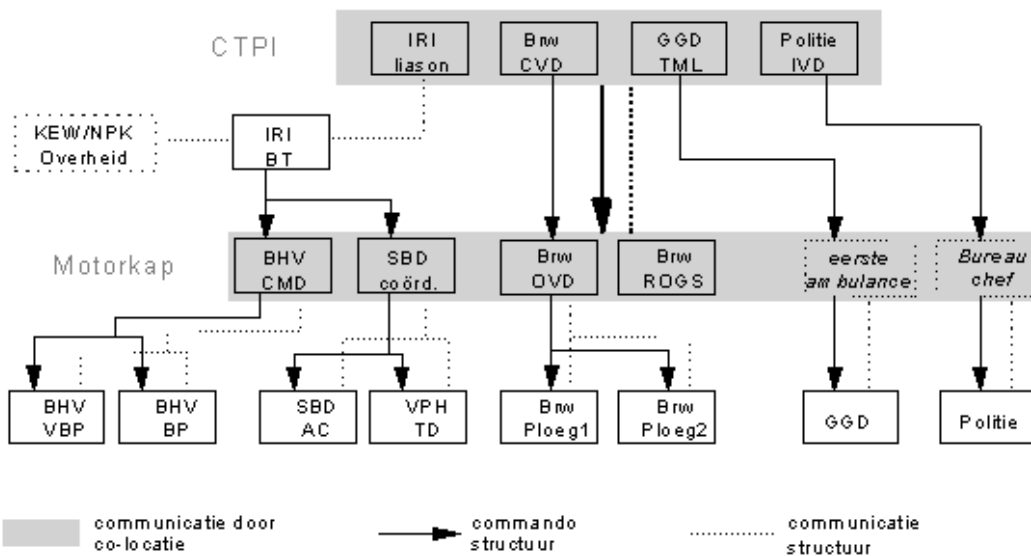 CTPI
IRI
liason
Brw
CVD
GGD
TML
Politie
IVD
KEW/NPK
Overheid
IRI
BT
Motorkap
BHV
CMD
SBD
coörd.
Brw
OVD
Brw
ROGS
eerste
ambulance
Bureau
chef
BHV
VBP
BHV
BP
SBD
AC
VPH
TD
Brw
Ploeg1
Brw
Ploeg2
GGD
Politie
communicatie door
co-locatie
commando
structuur
communicatie
structuur